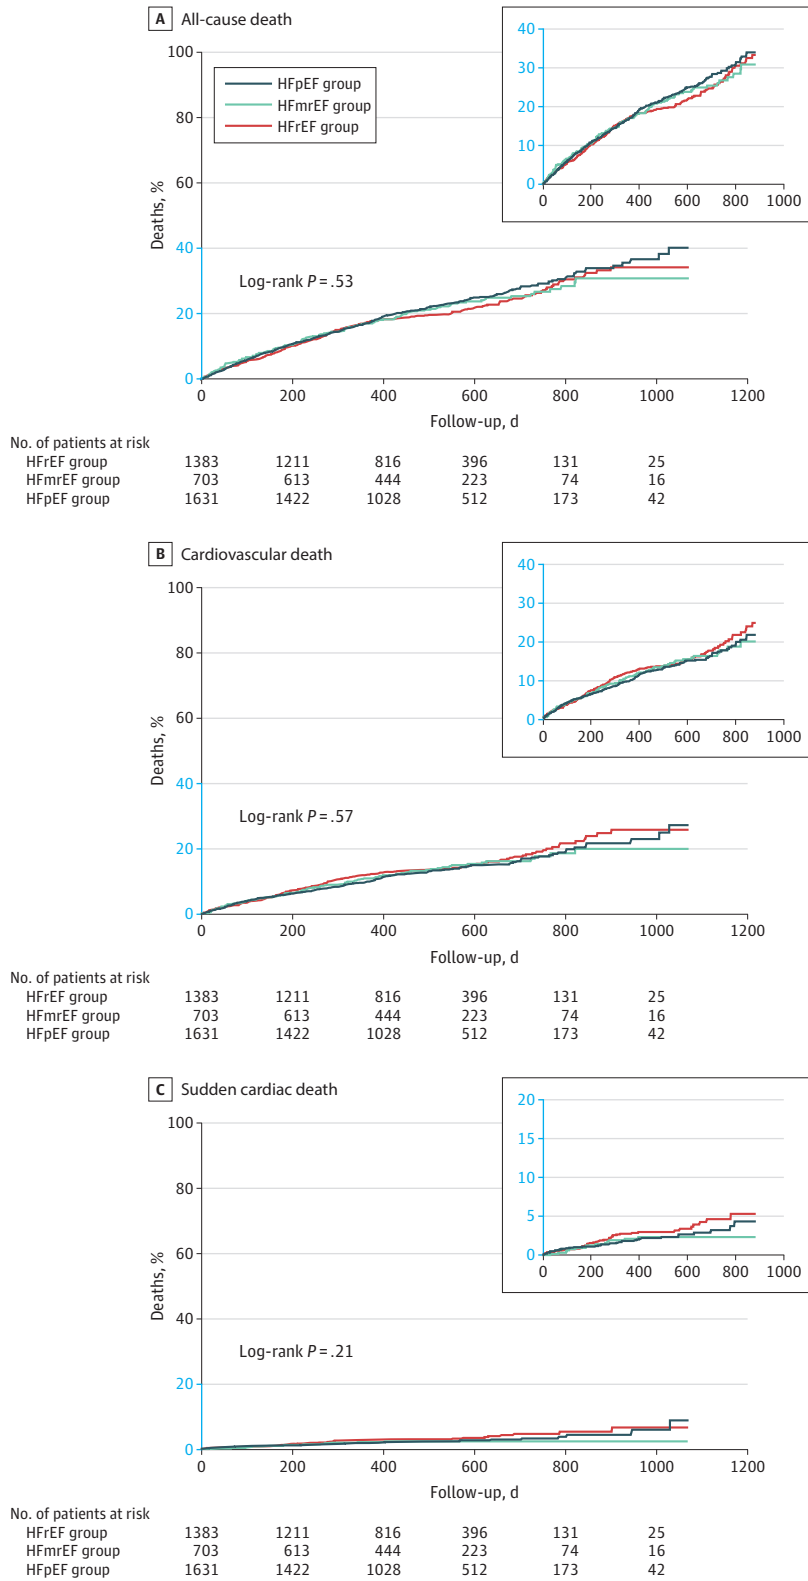 A All-cause death
100
80
60
40
20
0
Deaths, %
HFpEF group
HFmrEF group
HFrEF group
Log-rank P = .53
0 200 400 600 800 1000 1200
Follow-up, d
40
30
20
10
0
0 200 400 600 800 1000
No. of patients at risk
HFrEF group 1383 1211 816 396 131 25
HFmrEF group 703 613 444 223 74 16
HFpEF group 1631 1422 1028 512 173 42
B Cardiovascular death
100
80
60
40
20
0
Deaths, %
Log-rank P = .57
0 200 400 600 800 1000 1200
Follow-up, d
40
30
20
10
0
0 200 400 600 800 1000
No. of patients at risk
HFrEF group 1383 1211 816 396 131 25
HFmrEF group 703 613 444 223 74 16
HFpEF group 1631 1422 1028 512 173 42
C Sudden cardiac death
100
80
60
40
20
0
Deaths, %
Log-rank P = .21
0 200 400 600 800 1000 1200
Follow-up, d
20
15
10
5
0
0 200 400 600 800 1000
No. of patients at risk
HFrEF group 1383 1211 816 396 131 25
HFmrEF group 703 613 444 223 74 16
HFpEF group 1631 1422 1028 512 173 42